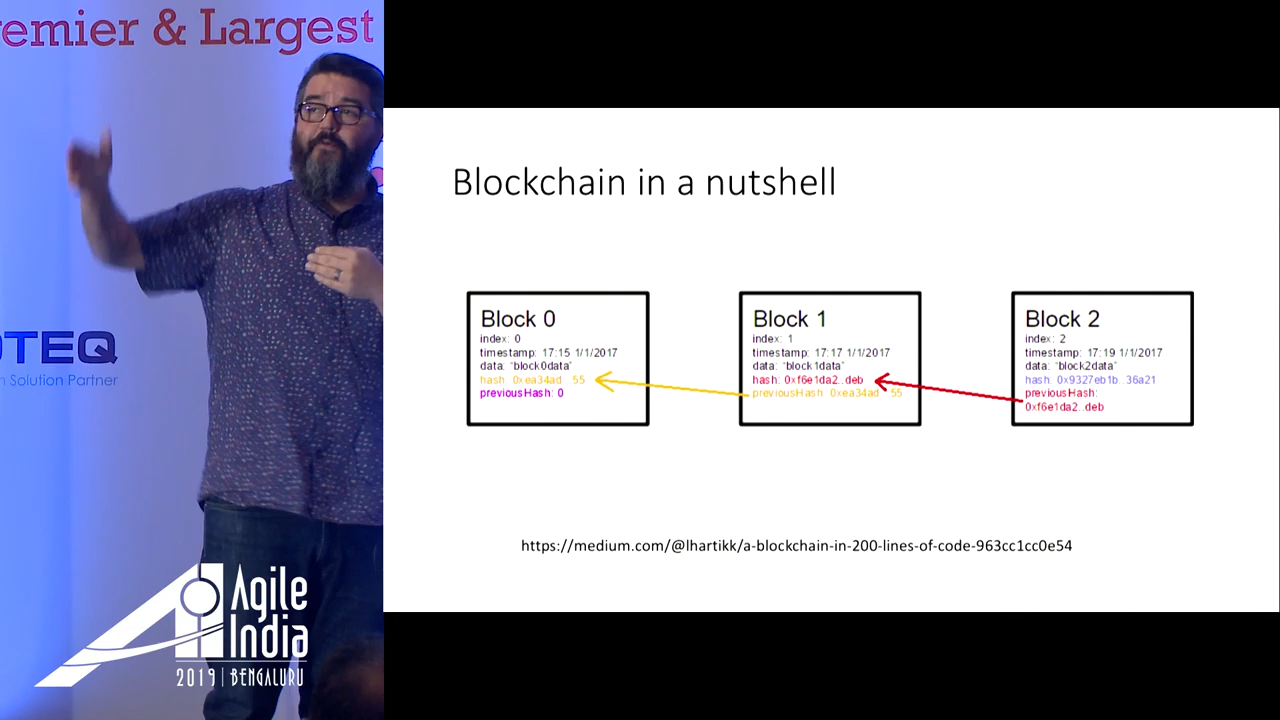 emier & Largest
OTEQ
n Solution Partner
Agile
India
2019 | BENGALURU
Blockchain in a nutshell
Block 0
index: 0
timestamp: 17:15 1/1/2017
data: "block0data"
hash: 0xea34ad...55
previousHash: 0
Block 1
index: 1
timestamp: 17:17 1/1/2017
data: "block1data"
hash: 0xf6e1da2..deb
previousHash: 0xea34ad...55
Block 2
index: 2
timestamp: 17:19 1/1/2017
data: "block2data"
hash: 0x9327eb1b..36a21
previousHash:
0xf6e1da2..deb
https://medium.com/@lhartikk/a-blockchain-in-200-lines-of-code-963cc1cc0e54